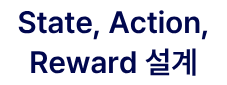 State, Action,
Reward 설계